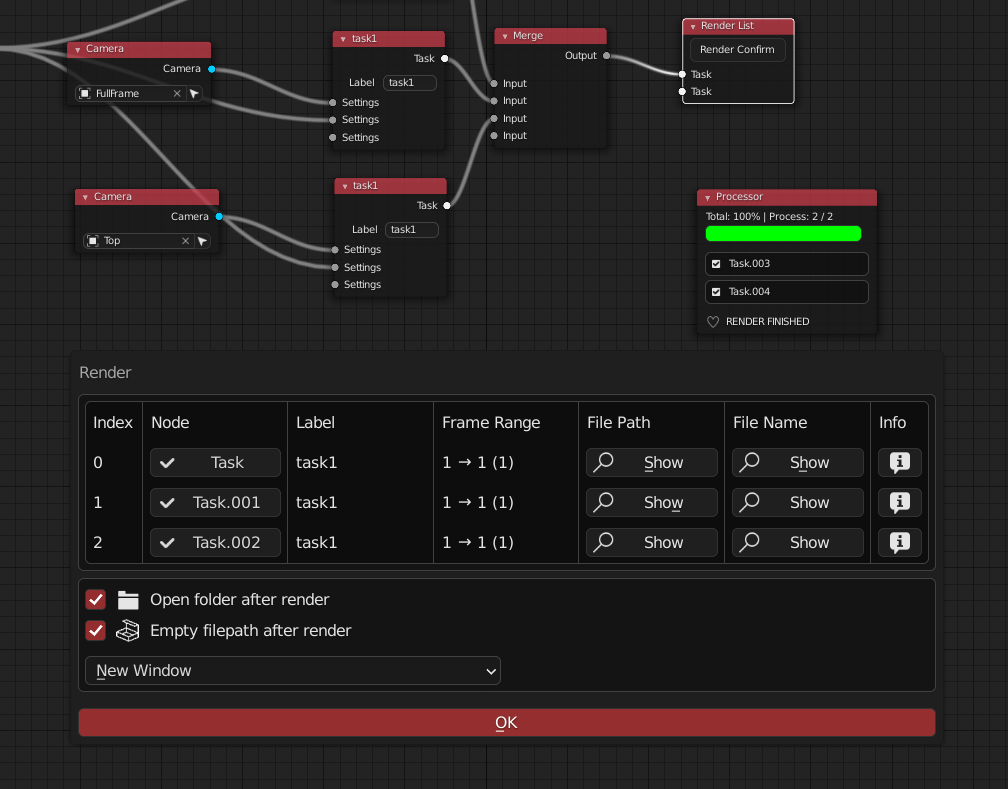 Camera
Camera
FullFrame
task1
Task
Label task1
Settings
Settings
Settings
Merge
Output
Input
Input
Input
Input
Render List
Render Confirm
Task
Task
Camera
Camera
Top
task1
Task
Label task1
Settings
Settings
Settings
Processor
Total: 100% | Process: 2 / 2
Task.003
Task.004
RENDER FINISHED
Render
Index Node Label Frame Range File Path File Name Info
0 Task task1 1 → 1 (1) Show Show
1 Task.001 task1 1 → 1 (1) Show Show
2 Task.002 task1 1 → 1 (1) Show Show
Open folder after render
Empty filepath after render
New Window
OK